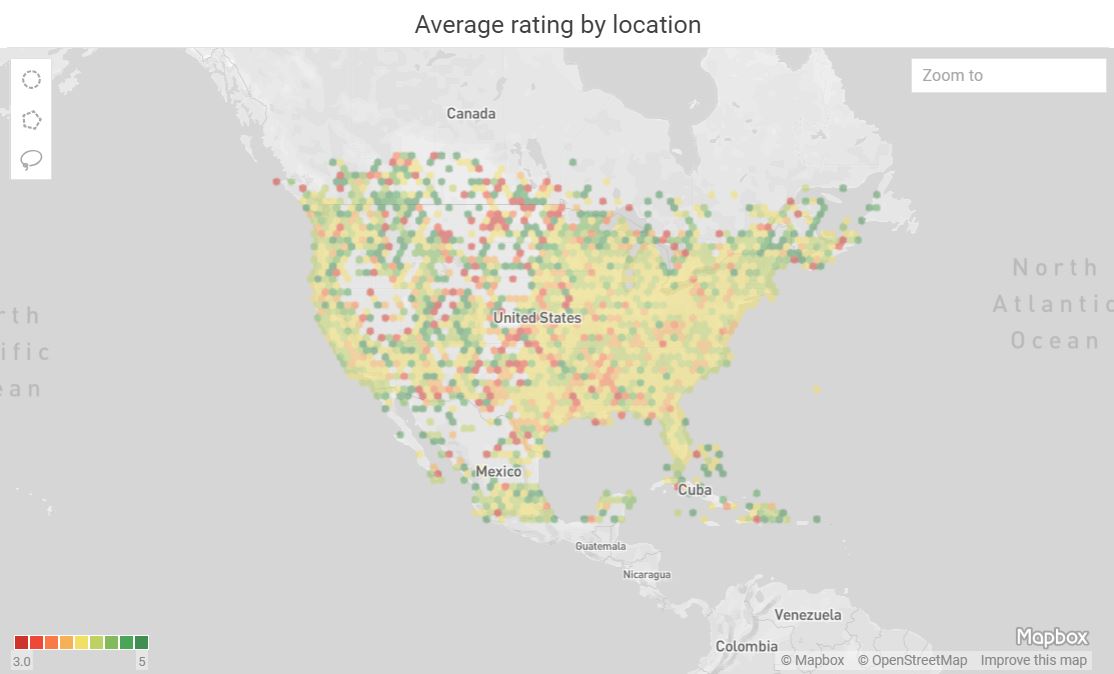 Average rating by location
Zoom to
Canada
North
Atlantic
Ocean
rth
ific
ean
United States
Mexico
Cuba
Guatemala
Nicaragua
Venezuela
Colombia
3.0
5
Mapbox
© Mapbox © OpenStreetMap Improve this map